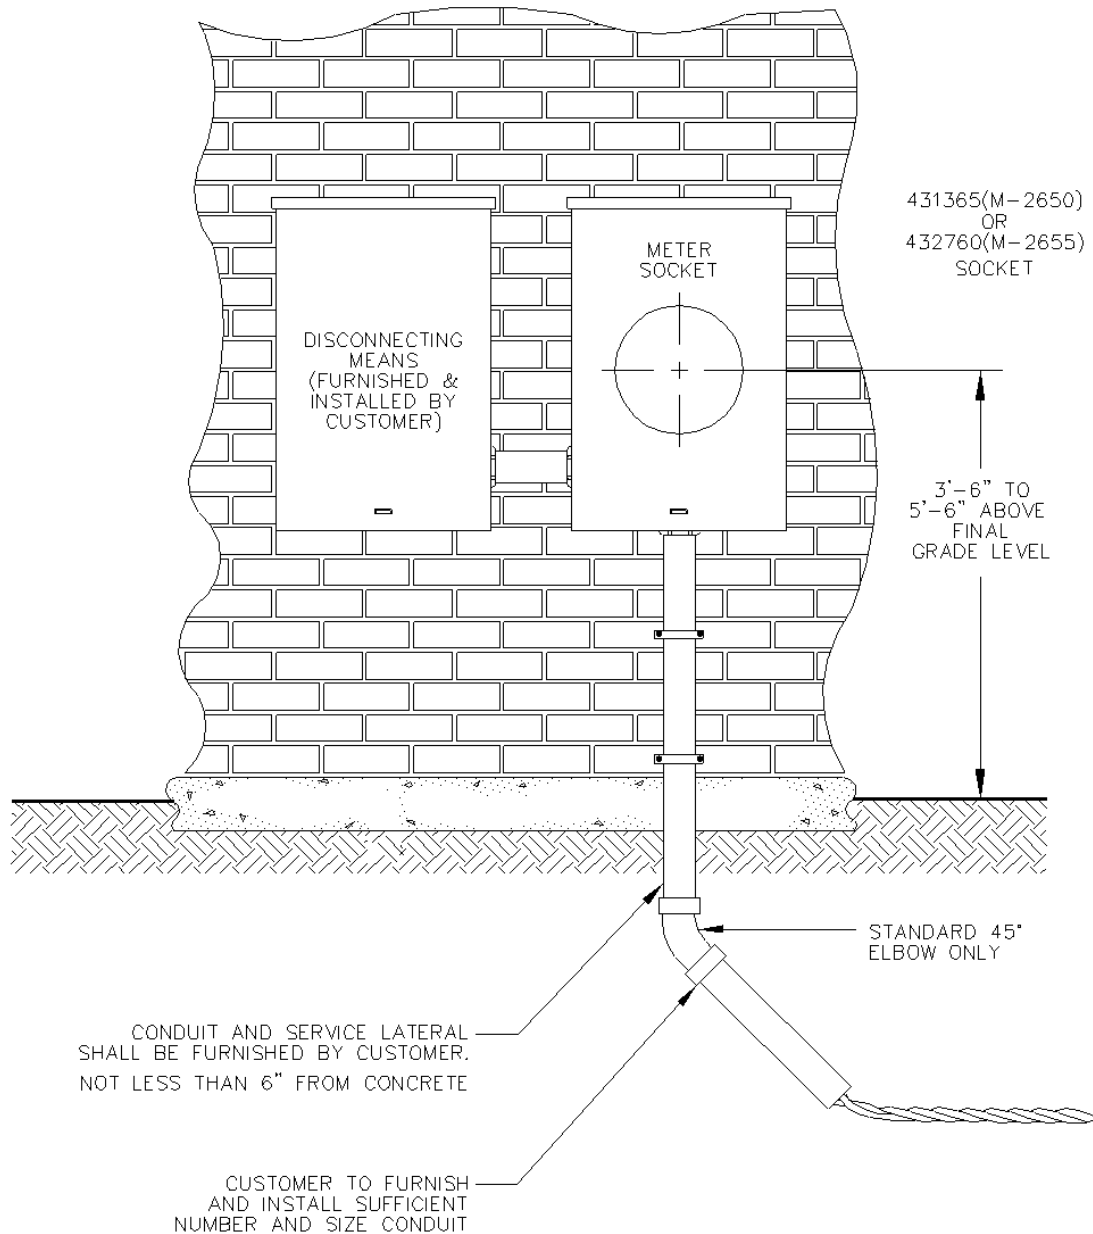 431365(M-2650)
OR
432760(M-2655)
SOCKET
METER
SOCKET
DISCONNECTING
MEANS
(FURNISHED &
INSTALLED BY
CUSTOMER)
3'-6" TO
5'-6" ABOVE
FINAL
GRADE LEVEL
STANDARD 45°
ELBOW ONLY
CONDUIT AND SERVICE LATERAL
SHALL BE FURNISHED BY CUSTOMER.
NOT LESS THAN 6" FROM CONCRETE
CUSTOMER TO FURNISH
AND INSTALL SUFFICIENT
NUMBER AND SIZE CONDUIT